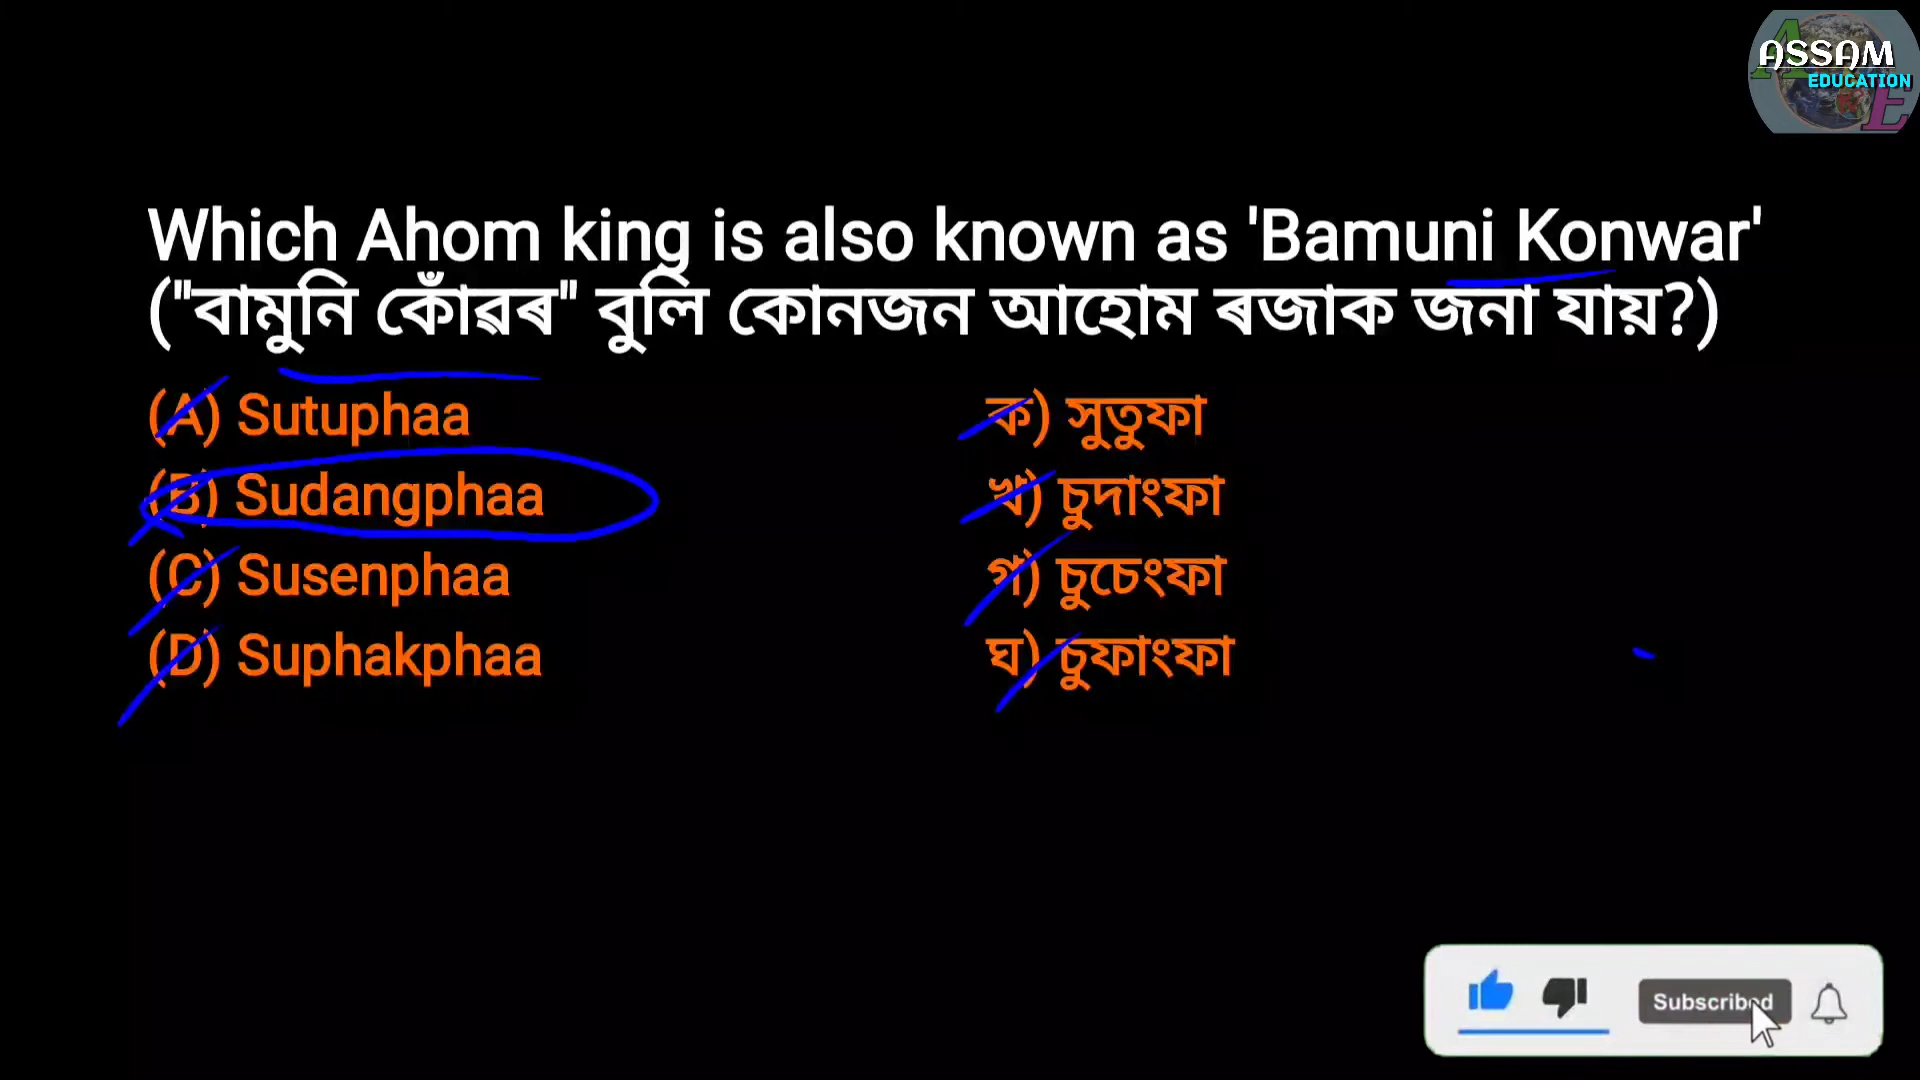 ASSAM
EDUCATION
Which Ahom king is also known as 'Bamuni Konwar'
("বামুনি কোঁৱৰ" বুলি কোনজন আহোম ৰজাক জনা যায়?)
(A) Sutuphaa
ক) সুতুফা
(B) Sudangphaa
খ) চুদাংফা
(C) Susenphaa
গ) চুচেংফা
(D) Suphakphaa
ঘ) চুফাংফা
Subscribed